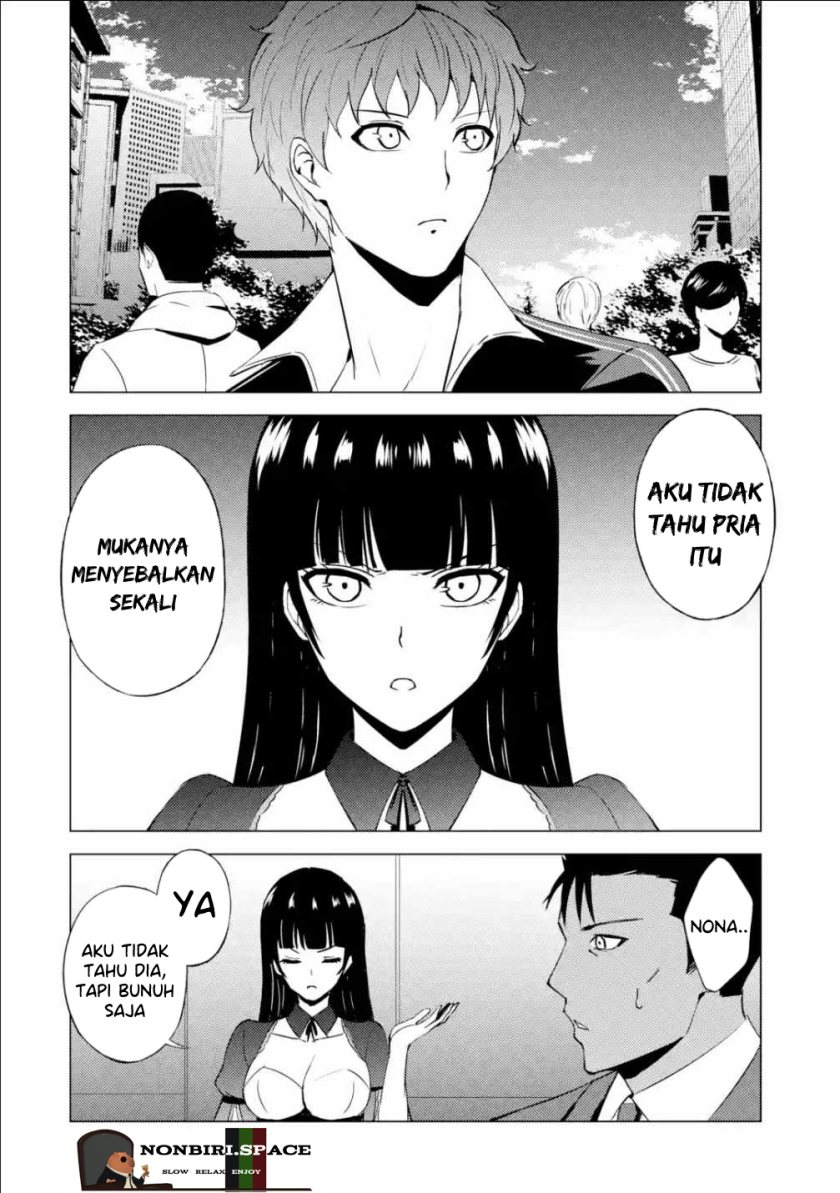 AKU TIDAK
TAHU PRIA
ITU
MUKANYA
MENYEBALKAN
SEKALI
NONA..
YA
AKU TIDAK
TAHU DIA,
TAPI BUNUH
SAJA
NONBIRI.SPACE
SLOW RELAX ENJOY